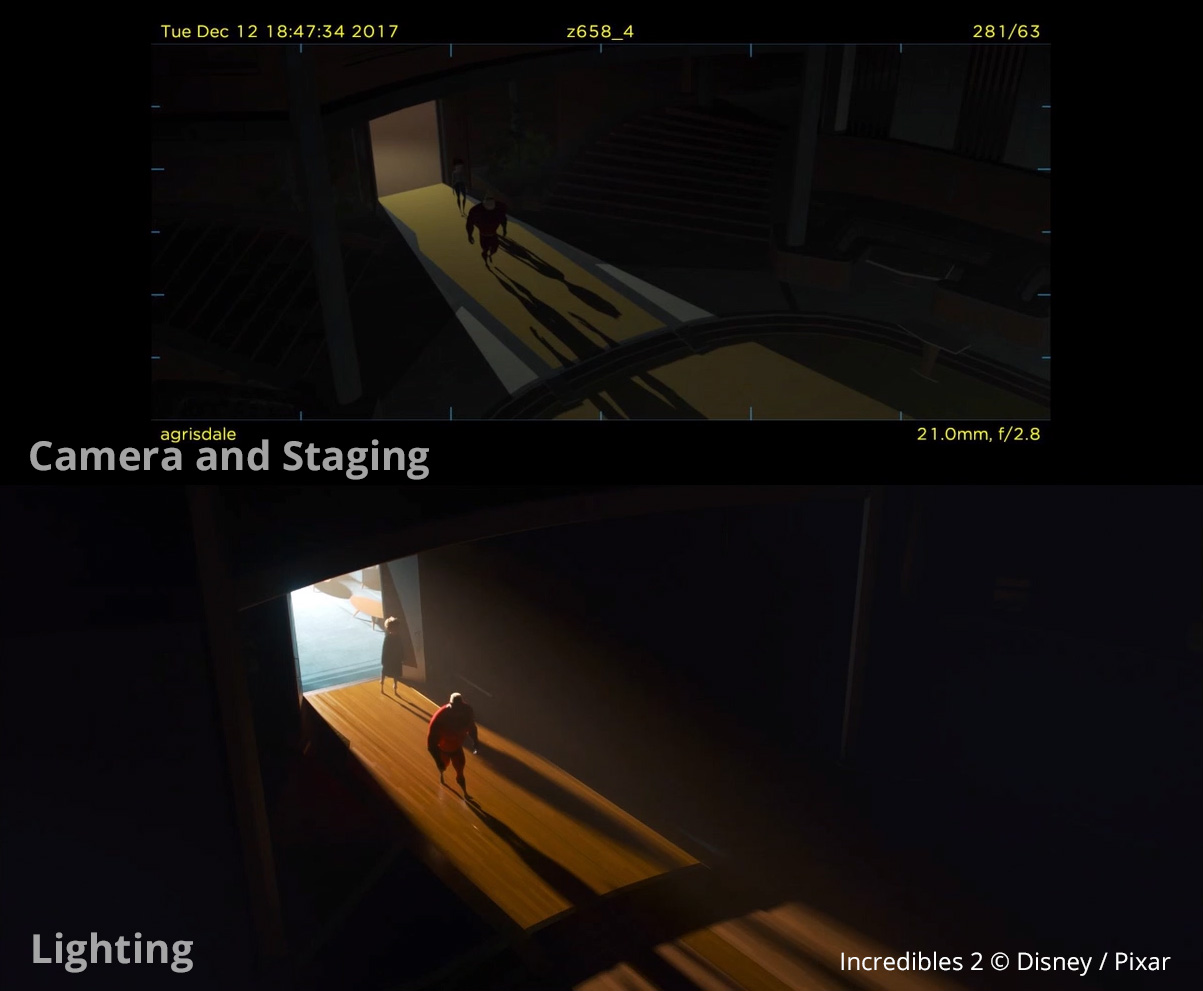 Tue Dec 12 18:47:34 2017 z658_4 281/63
agrisdale 21.0mm, f/2.8
Camera and Staging
Lighting
Incredibles 2 © Disney / Pixar